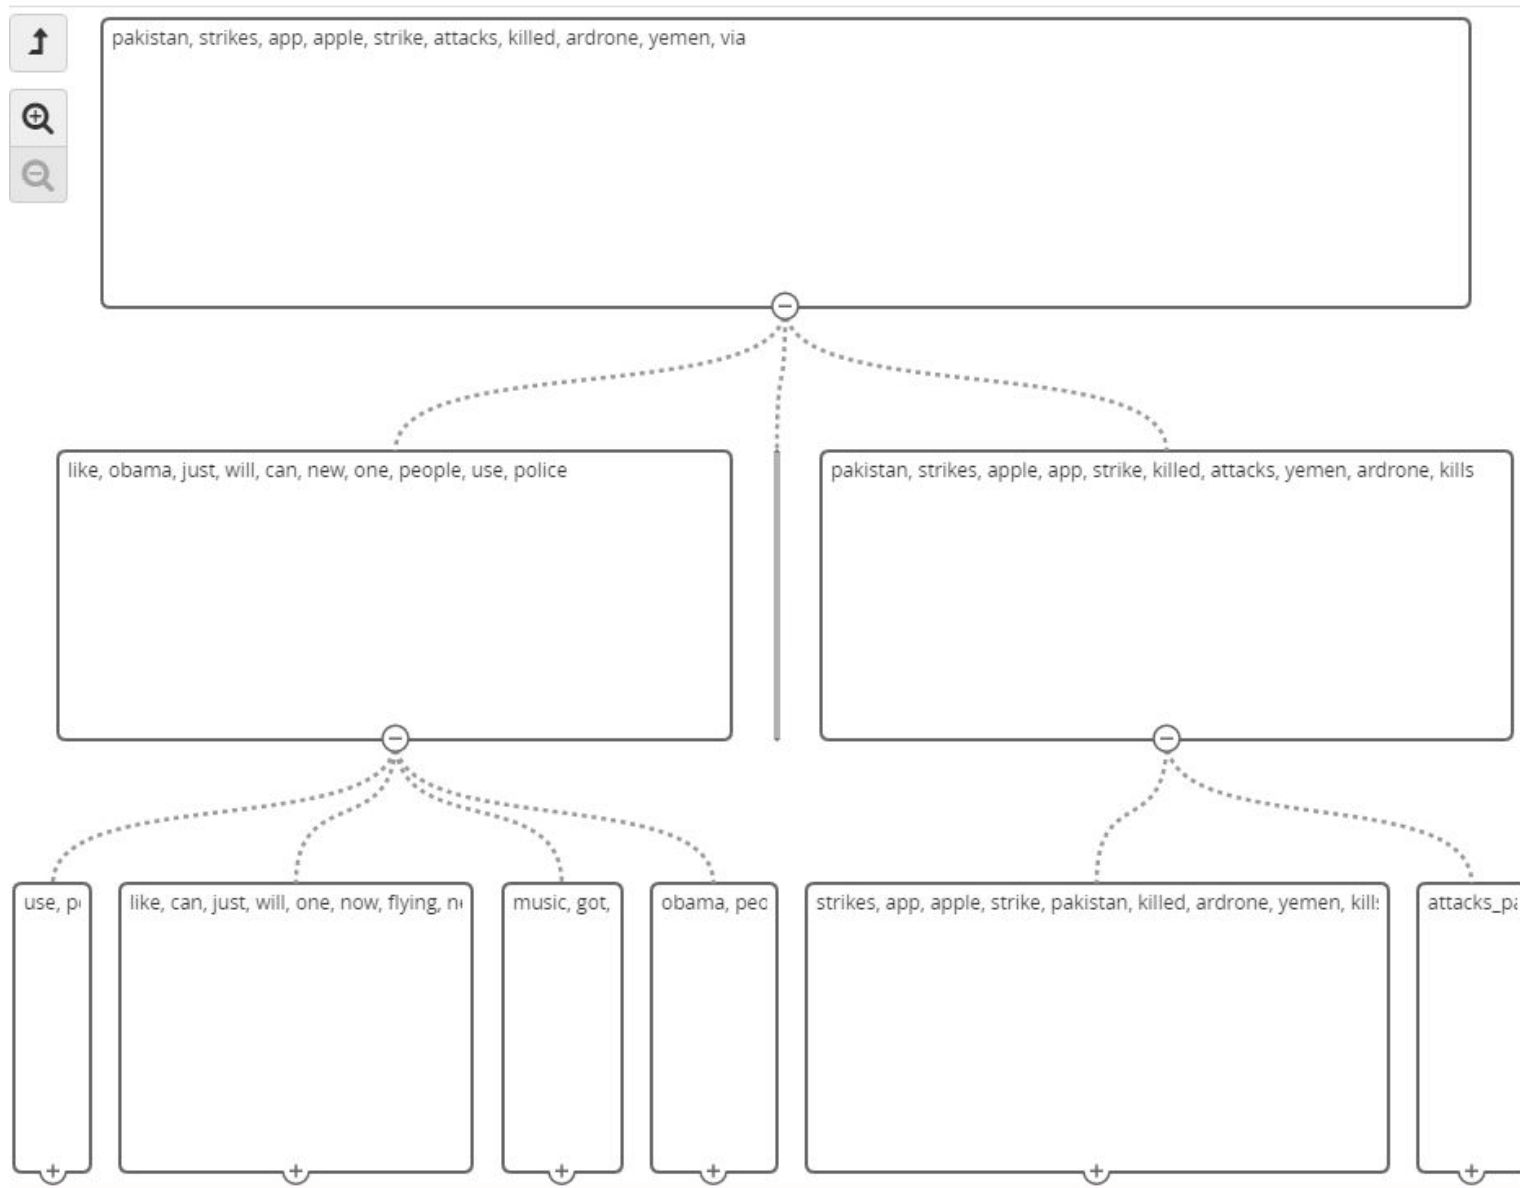 pakistan, strikes, app, apple, strike, attacks, killed, ardrone, yemen, via
like, obama, just, will, can, new, one, people, use, police
pakistan, strikes, apple, app, strike, killed, attacks, yemen, ardrone, kills
use,
like, can, just, will, one, now, flying,
music, got,
obama,
strikes, app, apple, strike, pakistan, killed, ardrone, yemen,